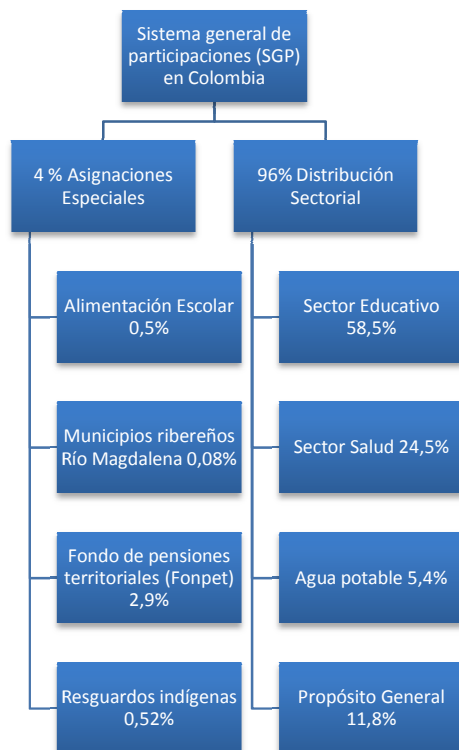 Sistema general de
participaciones (SGP)
en Colombia
4 % Asignaciones
Especiales
96% Distribución
Sectorial
Alimentación Escolar
0,5%
Sector Educativo
58,5%
Municipios ribereños
Río Magdalena 0,08%
Sector Salud 24,5%
Fondo de pensiones
territoriales (Fonpet)
2,9%
Agua potable 5,4%
Resguardos indígenas
0,52%
Propósito General
11,8%